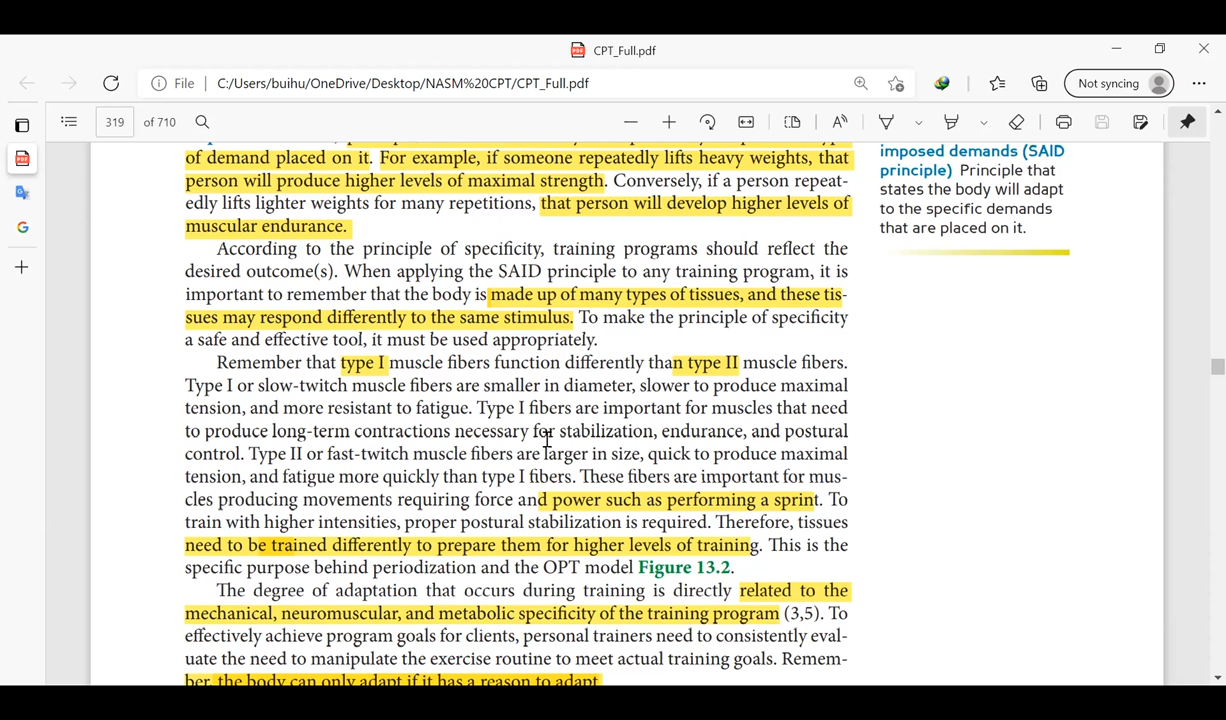 CPT_Full.pdf
File
C:/Users/buihu/OneDrive/Desktop/NASM%20CPT/CPT_Full.pdf
Not syncing
319 of 710
of demand placed on it. For example, if someone repeatedly lifts heavy weights, that
person will produce higher levels of maximal strength. Conversely, if a person repeat-
edly lifts lighter weights for many repetitions, that person will develop higher levels of
muscular endurance.
According to the principle of specificity, training programs should reflect the
desired outcome(s). When applying the SAID principle to any training program, it is
important to remember that the body is made up of many types of tissues, and these tis-
sues may respond differently to the same stimulus. To make the principle of specificity
a safe and effective tool, it must be used appropriately.
Remember that type I muscle fibers function differently than type II muscle fibers.
Type I or slow-twitch muscle fibers are smaller in diameter, slower to produce maximal
tension, and more resistant to fatigue. Type I fibers are important for muscles that need
to produce long-term contractions necessary for stabilization, endurance, and postural
control. Type II or fast-twitch muscle fibers are larger in size, quick to produce maximal
tension, and fatigue more quickly than type I fibers. These fibers are important for mus-
cles producing movements requiring force and power such as performing a sprint. To
train with higher intensities, proper postural stabilization is required. Therefore, tissues
need to be trained differently to prepare them for higher levels of training. This is the
specific purpose behind periodization and the OPT model Figure 13.2.
The degree of adaptation that occurs during training is directly related to the
mechanical, neuromuscular, and metabolic specificity of the training program (3,5). To
effectively achieve program goals for clients, personal trainers need to consistently eval-
uate the need to manipulate the exercise routine to meet actual training goals. Remem-
ber, the body can only adapt if it has a reason to adapt
imposed demands (SAID
principle) Principle that
states the body will adapt
to the specific demands
that are placed on it.